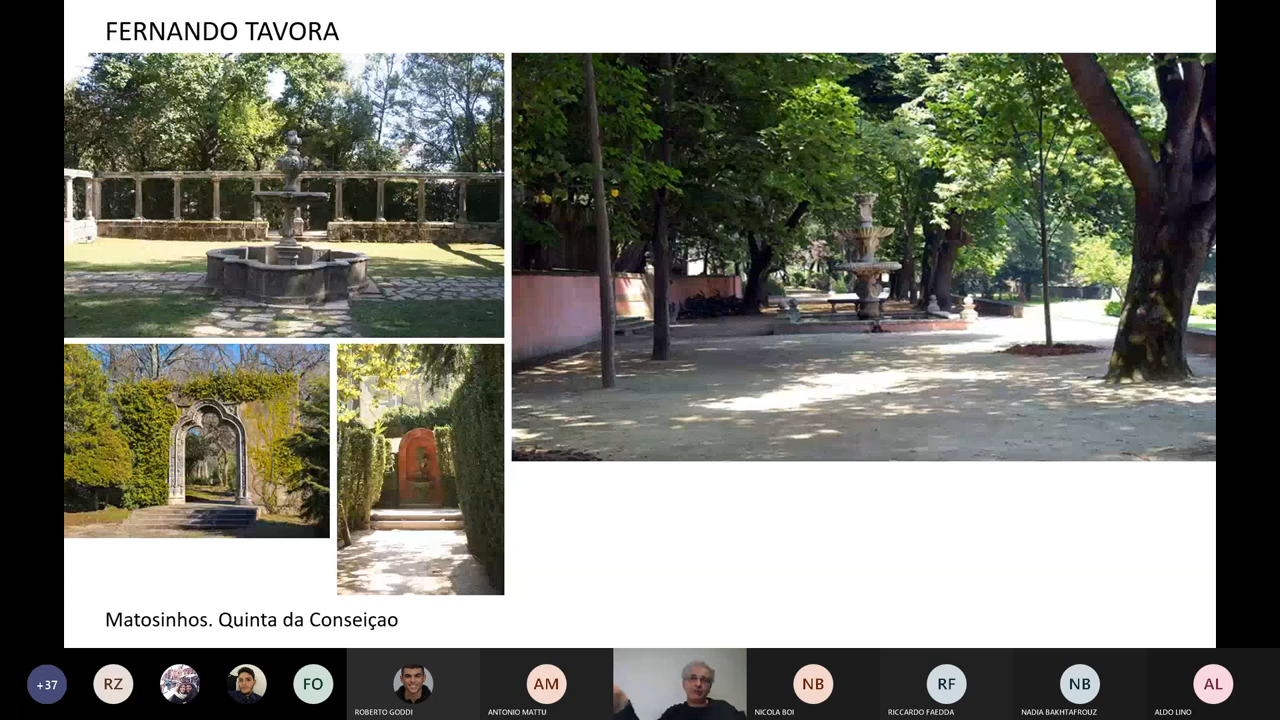 FERNANDO TAVORA
Matosinhos. Quinta da Conseiçao
+37
RZ
FO
ROBERTO GODDI
AM
ANTONIO MATTU
NB
NICOLA BOI
RF
RICCARDO FAEDDA
NB
NADIA BAKHTAFROUZ
AL
ALDO LINO